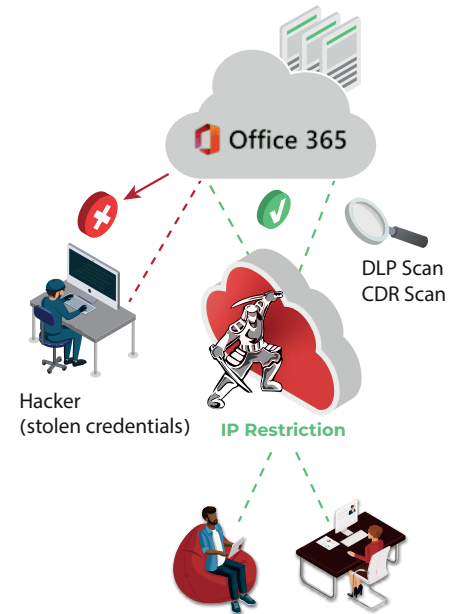 Office 365
DLP Scan
CDR Scan
Hacker
(stolen credentials)
IP Restriction